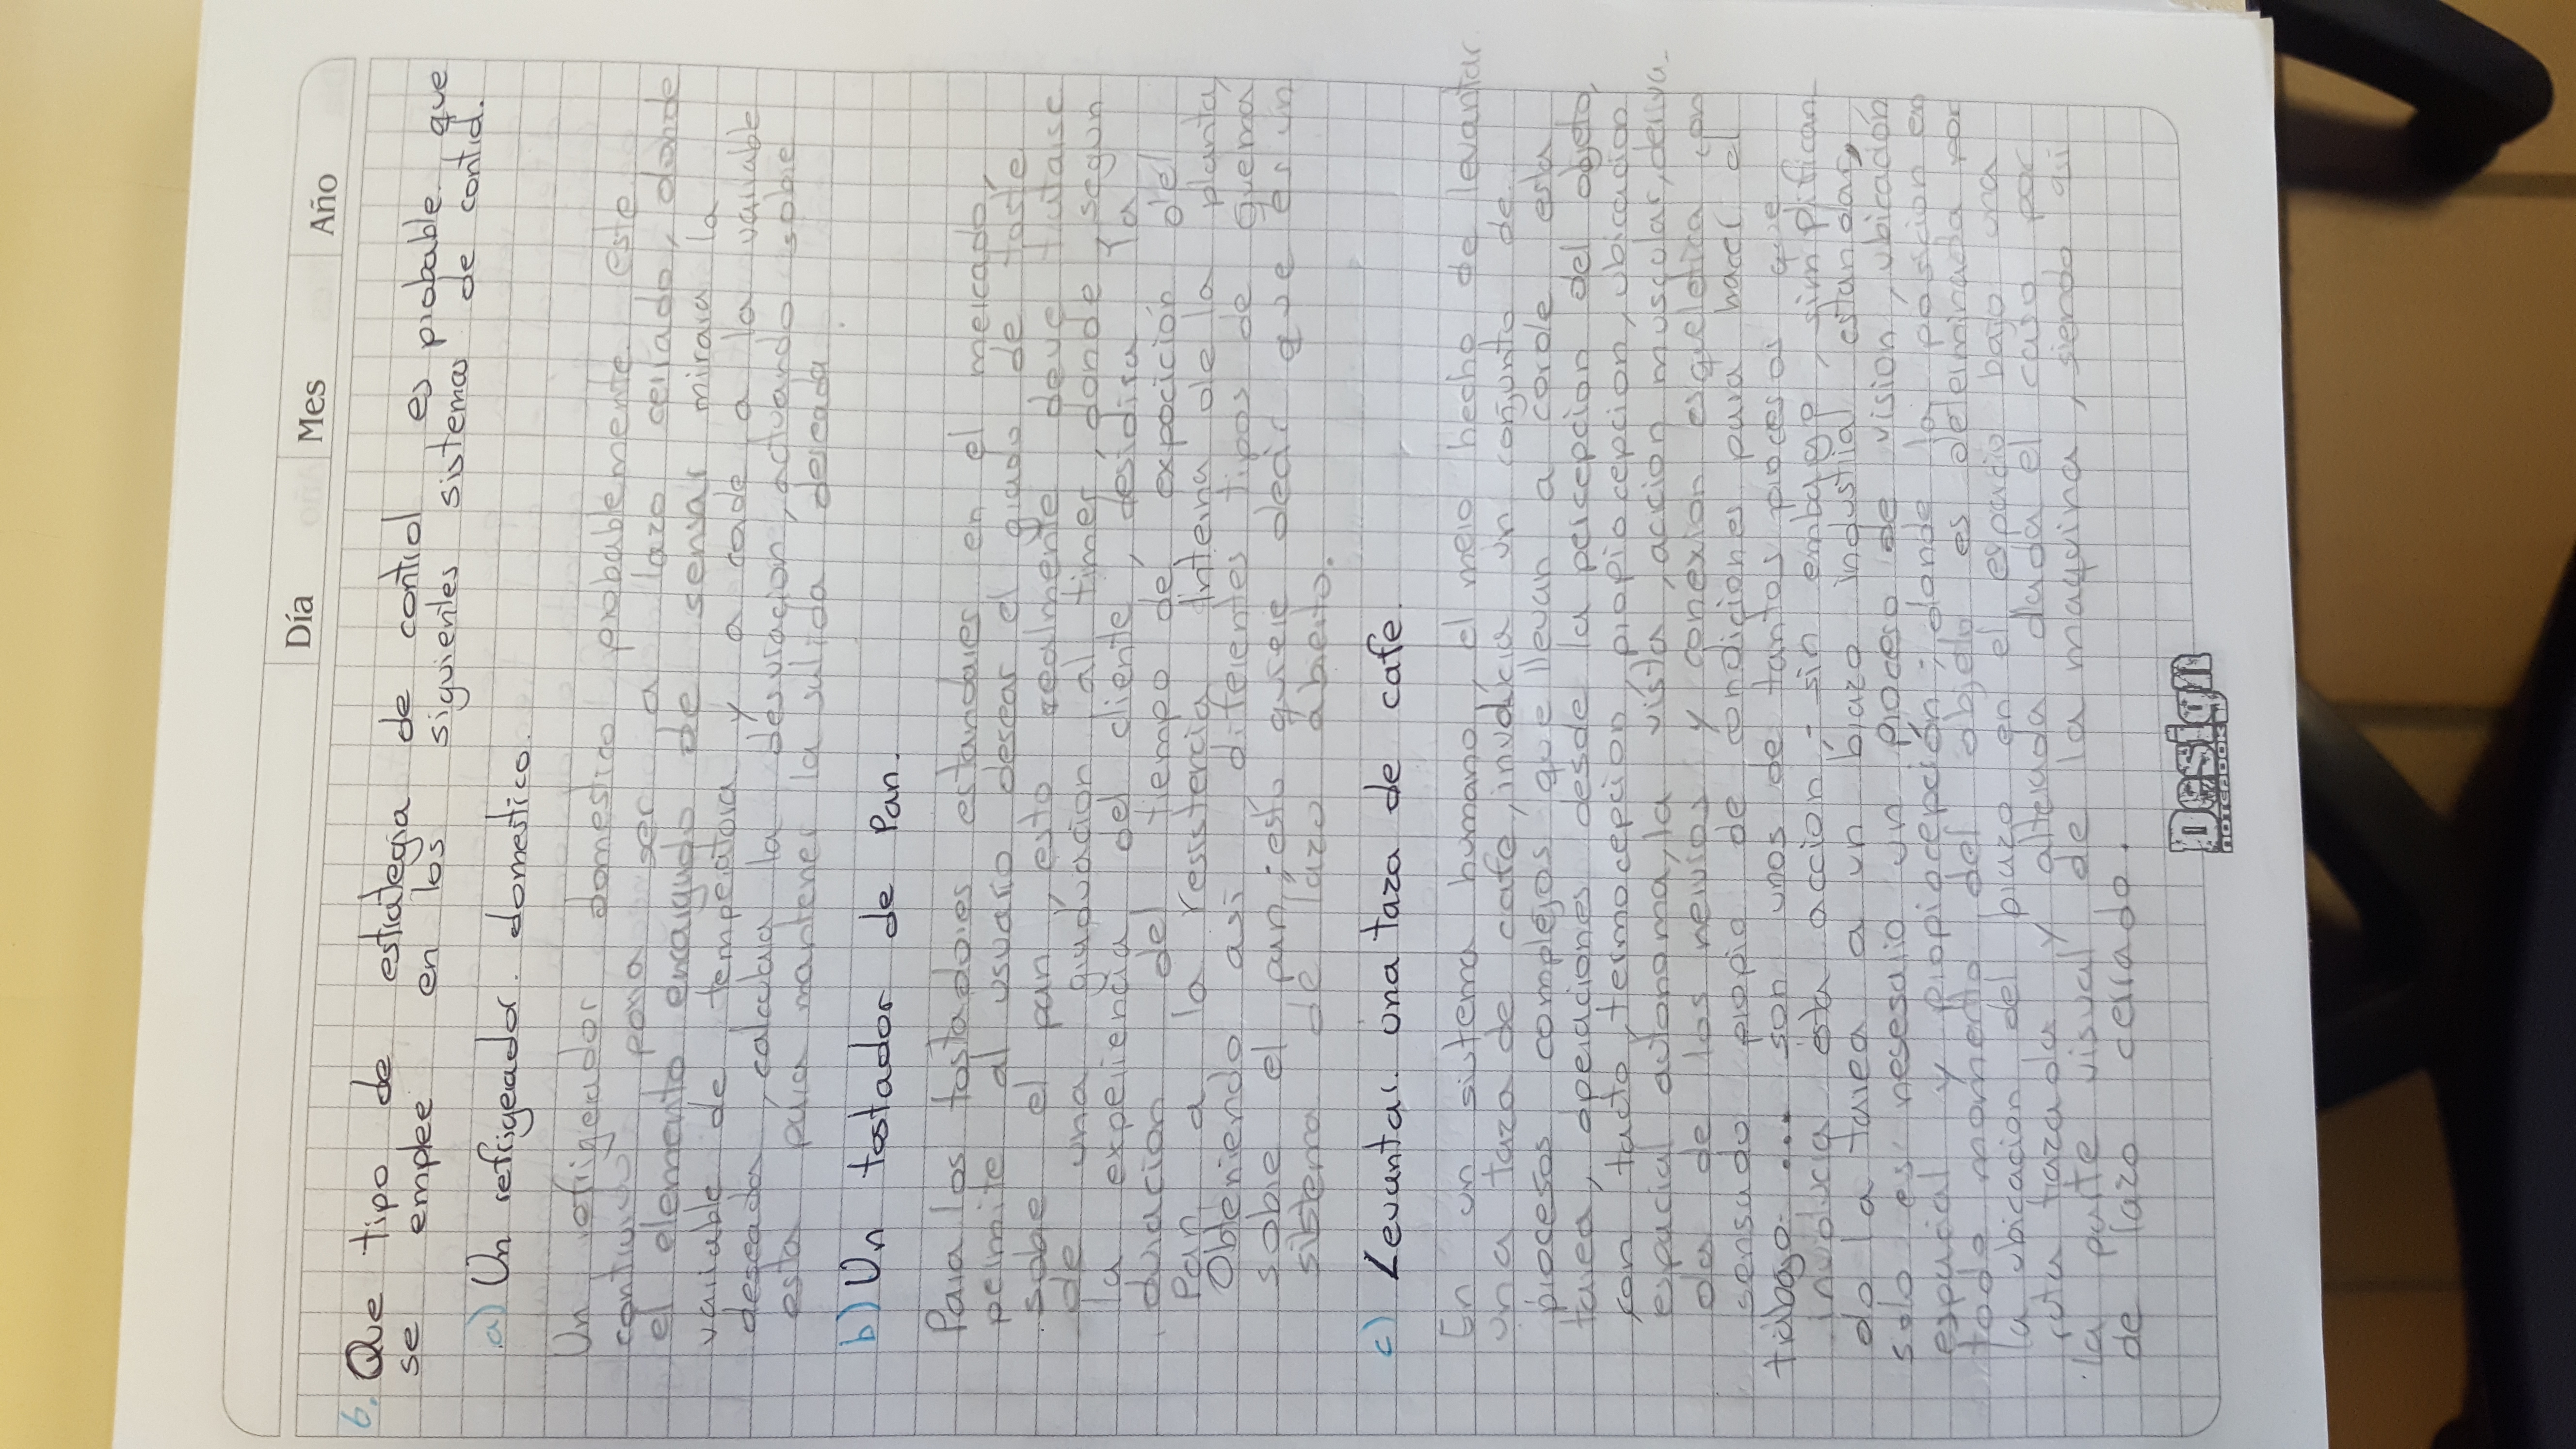 Día Mes Año
6. Que tipo de estrategia de control es probable que
se emplee en los siguientes sistemas de control.
a) Un refrigerador. domestico.
Un refrigerador domestico probablemente este
para ser a lazo cerrado, donde
el elemento encargado de sensar mirara la
variable de temperatura y a corde a la variable
deseada, calculara la desviacion, actuando sobre
esta para mantener la salida deseada.
b) Un tostador de Pan.
Para los tostadores estandares en el mercado,
permite al usuario desear el grado de toste
sobre el pan, esto realmente deve tratarse
de una graduacion al timer, donde, segun
la experiencia del cliente, desidira la
duracion del tiempo de expocicion del
Pan a la resistencia interna de la planta,
Obteniendo asi diferentes tipos de quema
sobre el pan; esto quiere decir que es un
sistema de lazo abierto.
c) Levantar. una taza de cafe.
En un sistema humano, el mero hecho de levantar
una taza de cafe, involucra un conjunto de
procesos complejos que llevan a corde esta
tarea, operaciones desde la percepcion del objeto,
con tacto, termocepcion, propiocepcion, ubicacion
espacial autonoma, la vista, accion muscular, deriva-
da de los nervios y conexion esqueletica con
sensado propio de condiciones para hacer el
trabajo. ... son unos de tantos procesos que
involucra esta accion, sin embargo, simplifican
do la tarea a un brazo industrial estandar,
solo es nesesario un proceso de vision, ubicación
espacial y propiocepción; donde la posicion en
todo momento del objeto es determinada por
la ubicacion del brazo en el espacio bajo una
ruta trazada y alterada dada el caso por
la parte visual de la maquina, siendo asi
de lazo cerrado.
Design
NOTEBOOK